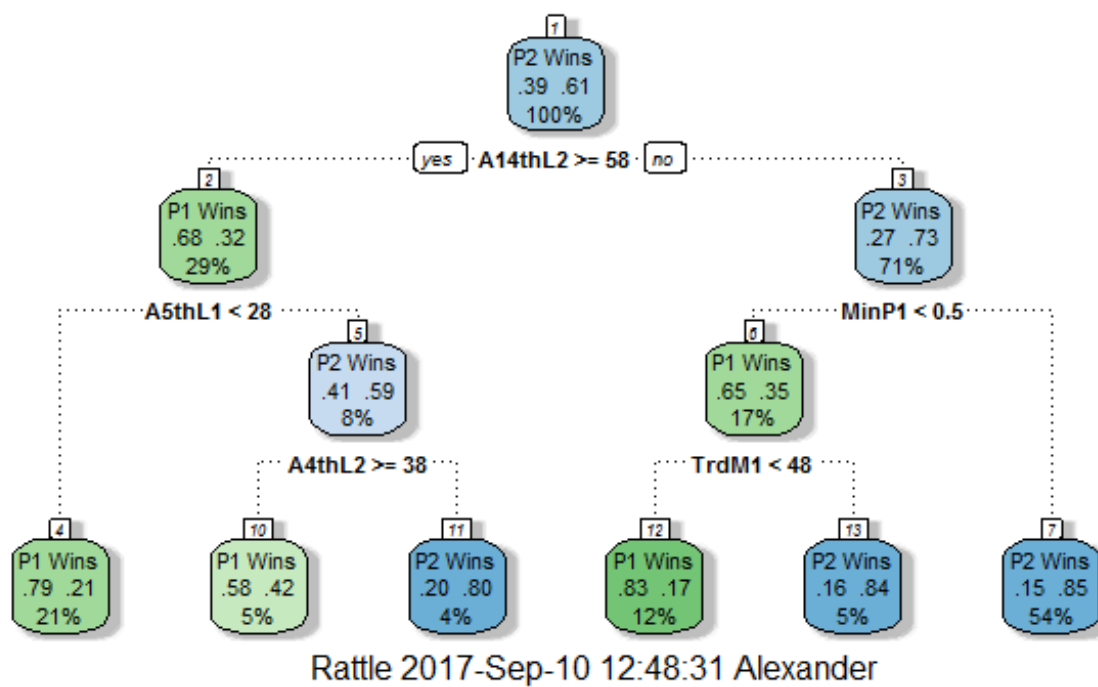 1
P2 Wins
.39 .61
100%
yes A14thL2 >= 58 no
2
P1 Wins
.68 .32
29%
3
P2 Wins
.27 .73
71%
A5thL1 < 28
MinP1 < 0.5
5
P2 Wins
.41 .59
8%
6
P1 Wins
.65 .35
17%
A4thL2 >= 38
TrdM1 < 48
4
P1 Wins
.79 .21
21%
10
P1 Wins
.58 .42
5%
11
P2 Wins
.20 .80
4%
12
P1 Wins
.83 .17
12%
13
P2 Wins
.16 .84
5%
7
P2 Wins
.15 .85
54%
Rattle 2017-Sep-10 12:48:31 Alexander